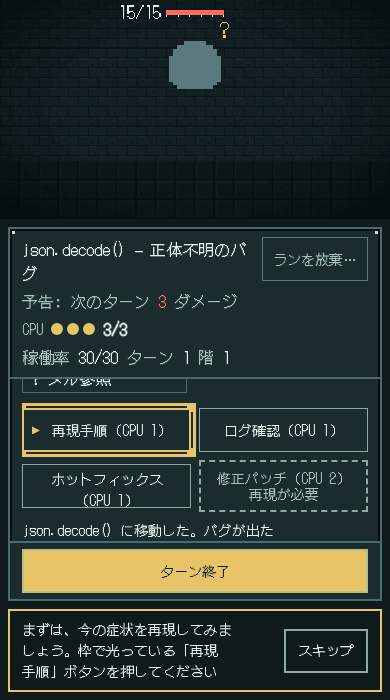 15/15
?
json.decode() – 正体不明のバ
グ
ランを放棄…
予告: 次のターン 3 ダメージ
CPU 3/3
稼働率 30/30 ターン 1 階 1
参照
▶ 再現手順 (CPU 1)
ログ確認 (CPU 1)
ホットフィックス
(CPU 1)
修正パッチ (CPU 2)
再現が必要
json.decode() に移動した。バグが出た
ターン終了
まずは、今の症状を再現してみま
しょう。枠で光っている「再現
手順」ボタンを押してください
スキップ